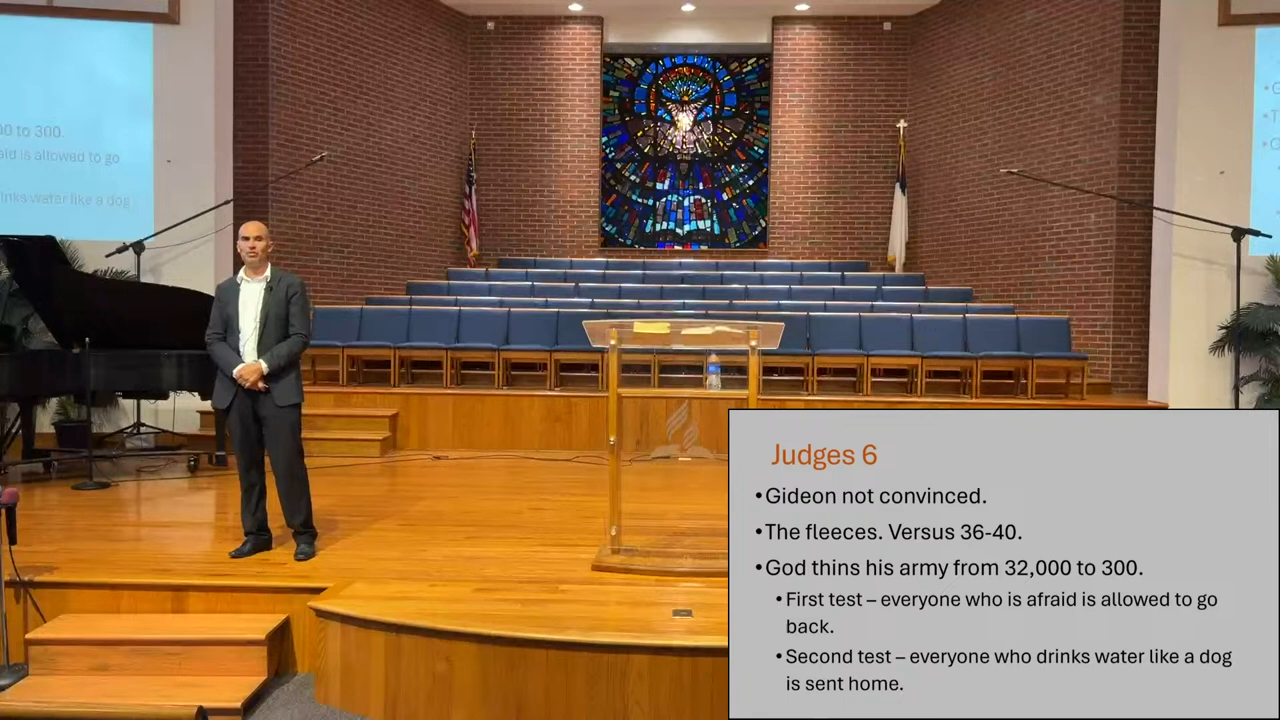 00 to 300.
aid is allowed to go
inks water like a dog
Judges 6
•Gideon not convinced.
•The fleeces. Versus 36-40.
•God thins his army from 32,000 to 300.
•First test – everyone who is afraid is allowed to go
back.
•Second test – everyone who drinks water like a dog
is sent home.